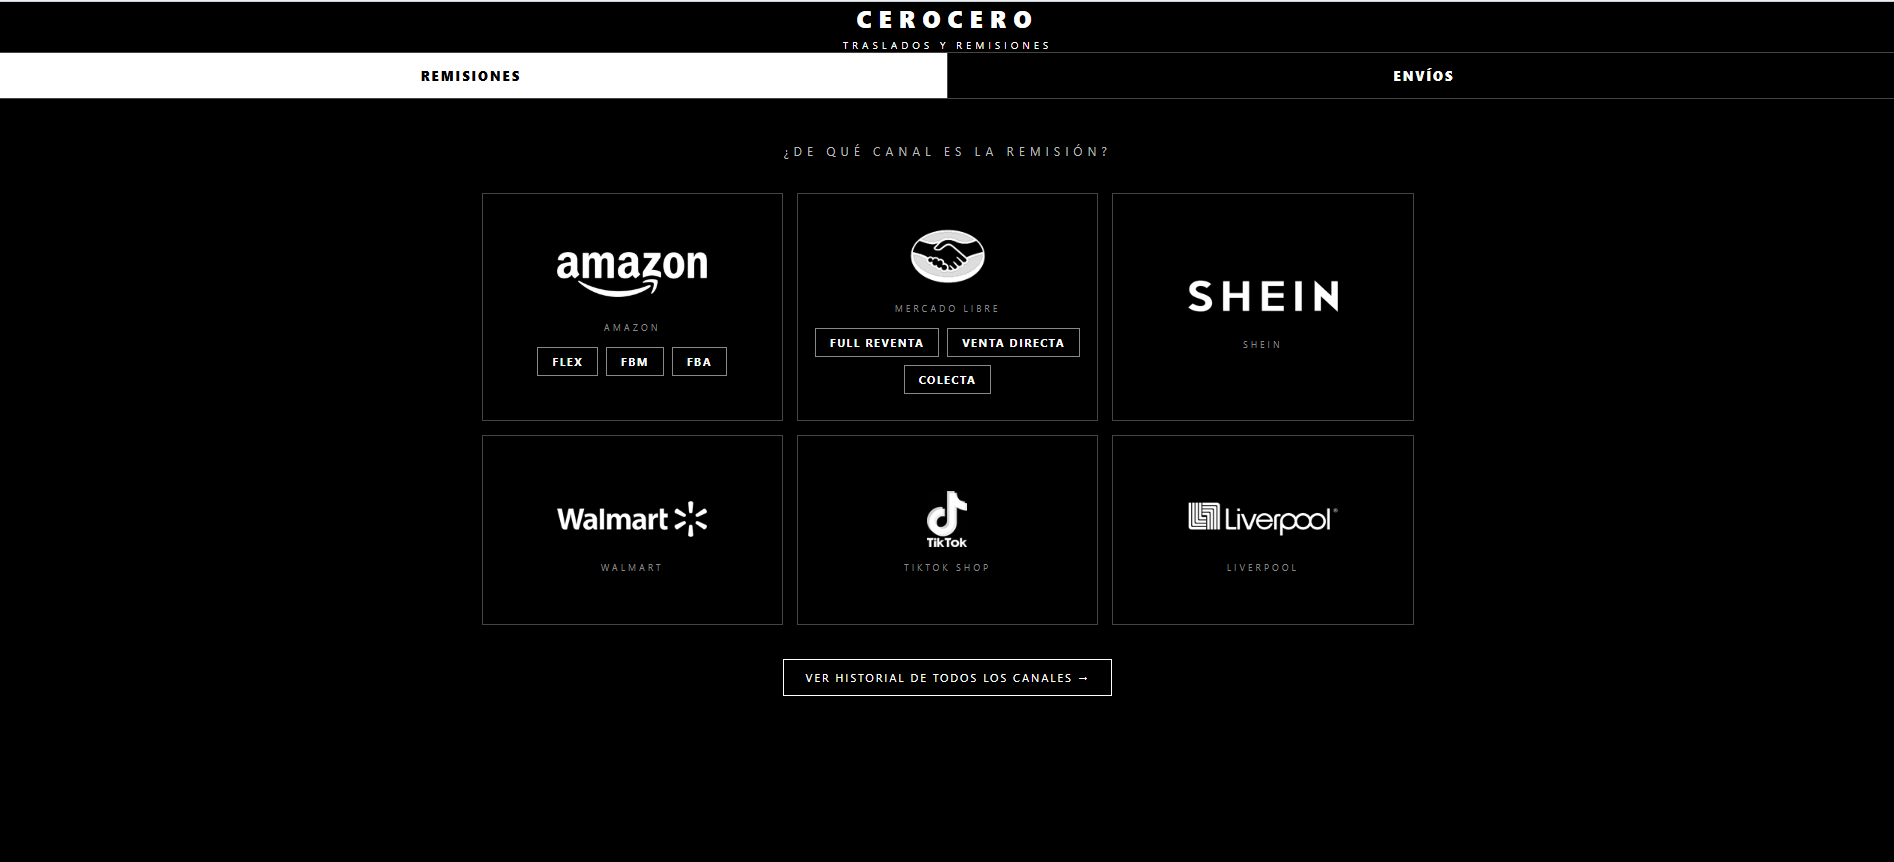 CEROCERO
TRASLADOS Y REMISIONES
REMISIONES
ENVÍOS
¿DE QUÉ CANAL ES LA REMISIÓN?
amazon
AMAZON
FLEX
FBM
FBA
MERCADO LIBRE
FULL REVENTA
VENTA DIRECTA
COLECTA
SHEIN
SHEIN
Walmart
WALMART
TikTok
TIKTOK SHOP
Liverpool®
LIVERPOOL
VER HISTORIAL DE TODOS LOS CANALES →